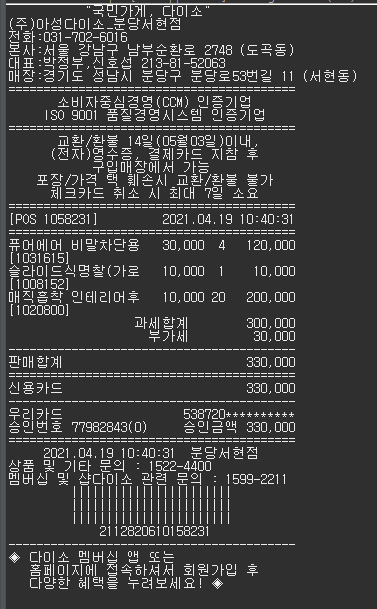 "국민가게, 다이소"
(주)아성다이소_분당서현점
전화:031-702-6016
본사:서울 강남구 남부순환로 2748 (도곡동)
대표:박정부,신호섭 213-81-52063
매장:경기도 성남시 분당구 분당로53번길 11 (서현동)
소비자중심경영(CCM) 인증기업
ISO 9001 품질경영시스템 인증기업
교환/환불 14일(05월03일)이내,
(전자)영수증, 결제카드 지참 후
구입매장에서 가능
포장/가격 택 훼손시 교환/환불 불가
체크카드 취소 시 최대 7일 소요
[POS 1058231] 2021.04.19 10:40:31
퓨어에어 비말차단용 30,000 4 120,000
[1031615]
슬라이드식명찰(가로 10,000 1 10,000
[1008152]
매직흡착 인테리어후 10,000 20 200,000
[1020800]
과세합계 300,000
부가세 30,000
판매합계 330,000
신용카드 330,000
우리카드 538720**********
승인번호 77982843(0) 승인금액 330,000
2021.04.19 10:40:31 분당서현점
상품 및 기타 문의 : 1522-4400
멤버십 및 샵다이소 관련 문의 : 1599-2211
2112820610158231
◈ 다이소 멤버십 앱 또는
홈페이지에 접속하셔서 회원가입 후
다양한 혜택을 누려보세요! ◈